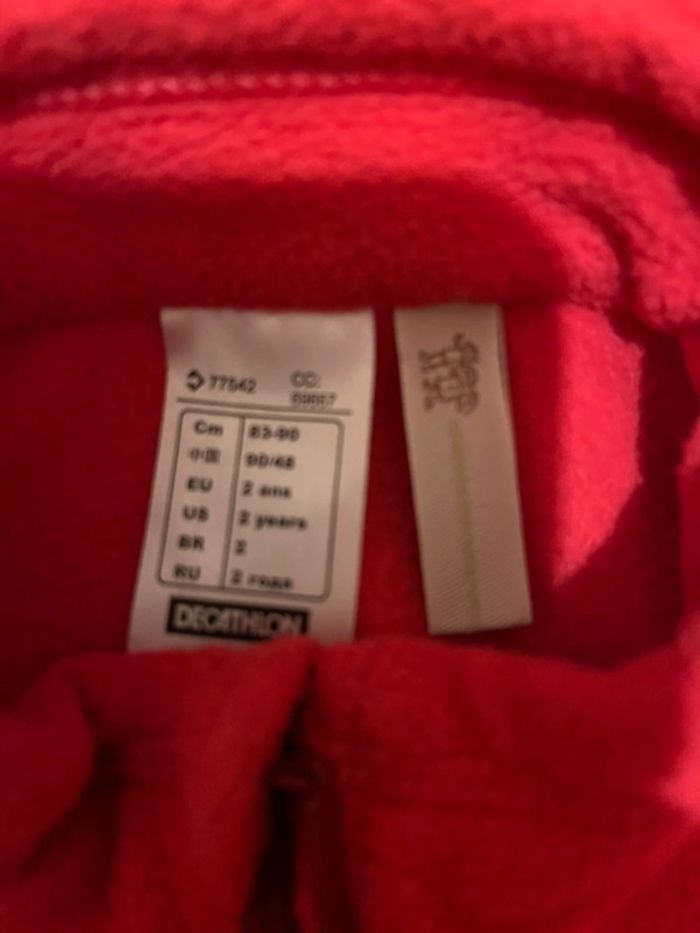 77542 CC:
Cm 83-90
中国 90/48
EU 2 ans
US 2 years
BR 2
RU 2 года
DECATHLON